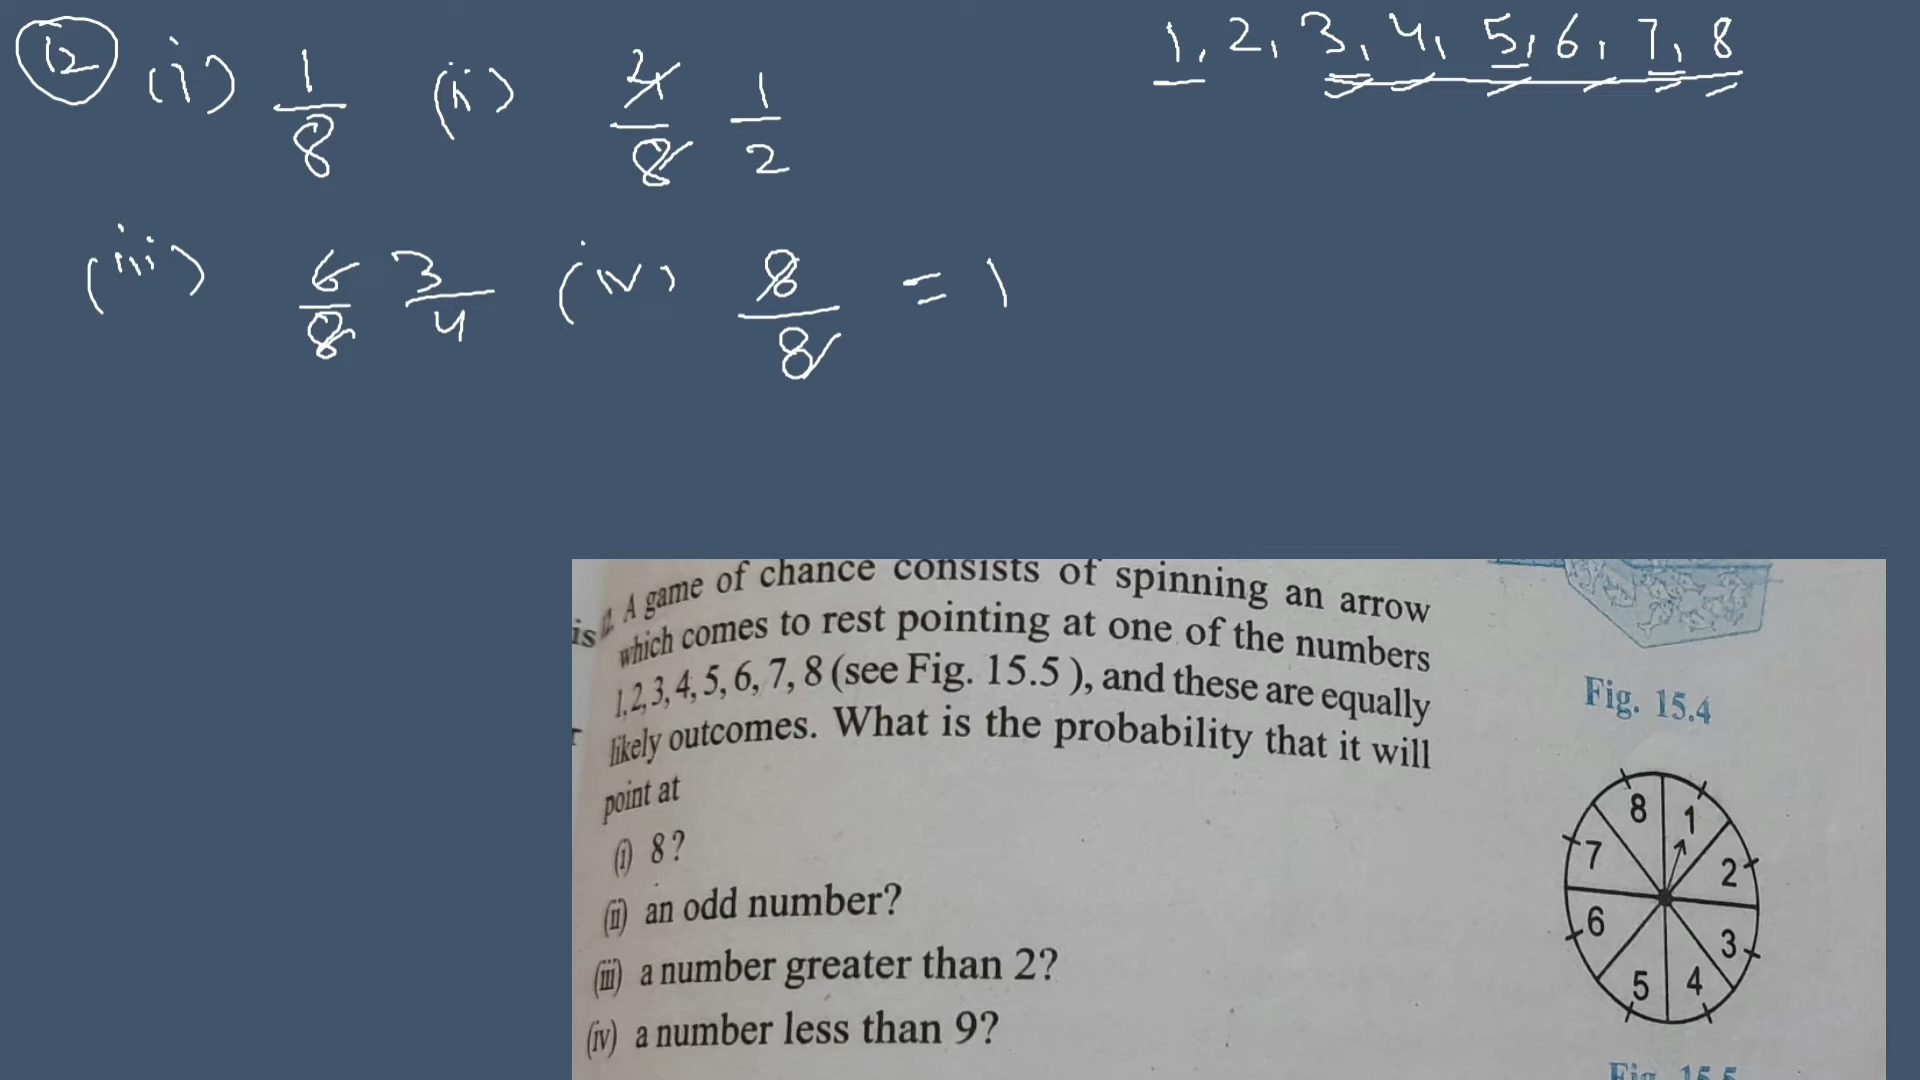 12 (i) 1/8 (ii) 4/8 1/2
1, 2, 3, 4, 5, 6, 7, 8
(iii) 6/8 3/4 (iv) 8/8 = 1
A game of chance consists of spinning an arrow
is which comes to rest pointing at one of the numbers
1,2,3,4,5,6,7,8 (see Fig. 15.5 ), and these are equally
likely outcomes. What is the probability that it will
point at
(i) 8?
(ii) an odd number?
(iii) a number greater than 2?
(iv) a number less than 9?
Fig. 15.4
8 1
7 2
6 3
5 4
Fig. 15.5